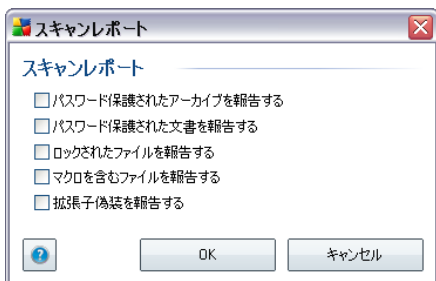 スキャンレポート
スキャンレポート
パスワード保護されたアーカイブを報告する
パスワード保護された文書を報告する
ロックされたファイルを報告する
マクロを含むファイルを報告する
拡張子偽装を報告する
?
OK
キャンセル